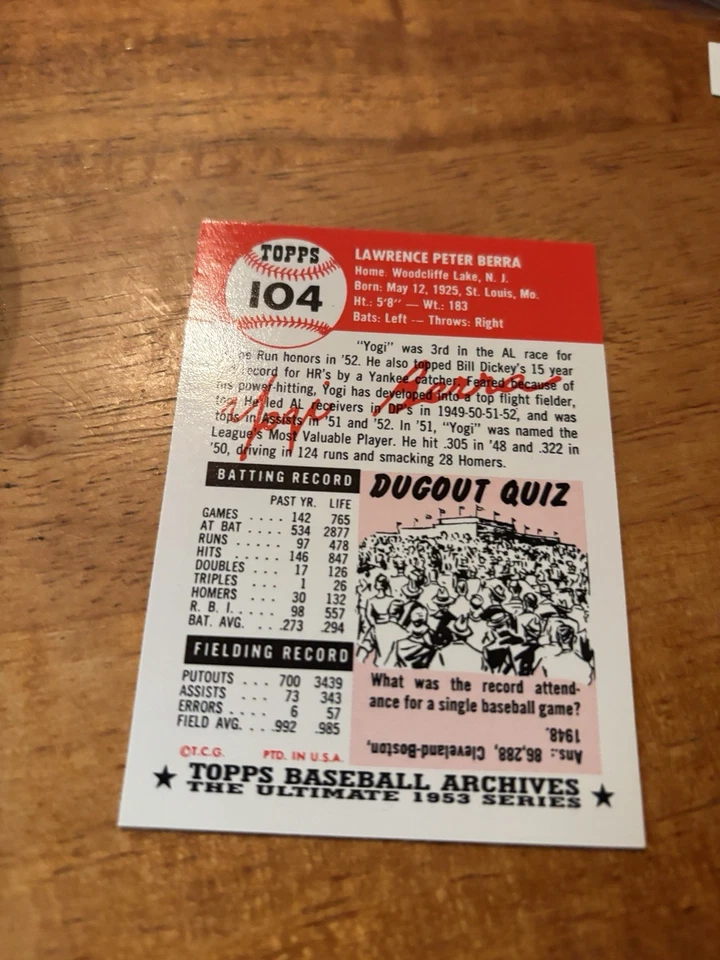 TOPPS
104
LAWRENCE PETER BERRA
Home: Woodcliffe Lake, N. J.
Born: May 12, 1925, St. Louis, Mo.
Ht.: 5'8" — Wt.: 183
Bats: Left — Throws: Right
"Yogi" was 3rd in the AL race for
Run honors in '52. He also topped Bill Dickey's 15 year
record for HR's by a Yankee catcher. Feared because of
his power-hitting, Yogi has developed into a top flight fielder,
too. He led AL receivers in DP's in 1949-50-51-52, and was
tops in Assists in '51 and '52. In '51, "Yogi" was named the
League's Most Valuable Player. He hit .305 in '48 and .322 in
'50, driving in 124 runs and smacking 28 Homers.
Yogi Berra
BATTING RECORD
PAST YR. LIFE
GAMES .... 142 765
AT BAT .... 534 2877
RUNS .... 97 478
HITS .... 146 847
DOUBLES .... 17 126
TRIPLES .... 1 26
HOMERS .... 30 132
R. B. I. .... 98 557
BAT. AVG. ... .273 .294
FIELDING RECORD
PUTOUTS ... 700 3439
ASSISTS .... 73 343
ERRORS .... 6 57
FIELD AVG. ... .992 .985
DUGOUT QUIZ
What was the record attend-
ance for a single baseball game?
Ans.: 86,288, Cleveland-Boston,
1948.
©T.C.G. PTD. IN U.S.A.
★ TOPPS BASEBALL ARCHIVES ★
THE ULTIMATE 1953 SERIES